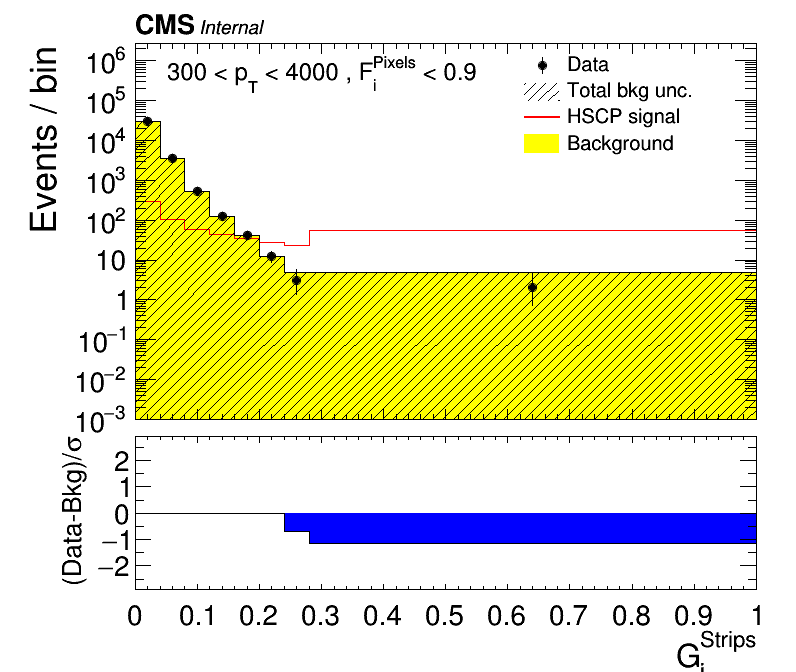 CMS Internal
300 < p_T < 4000 , F_i^Pixels < 0.9
Data
Total bkg unc.
HSCP signal
Background
Events / bin
10^6
10^5
10^4
10^3
10^2
10
1
10^−1
10^−2
10^−3
(Data-Bkg)/σ
2
1
0
−1
−2
0 0.1 0.2 0.3 0.4 0.5 0.6 0.7 0.8 0.9 1
G_i^Strips